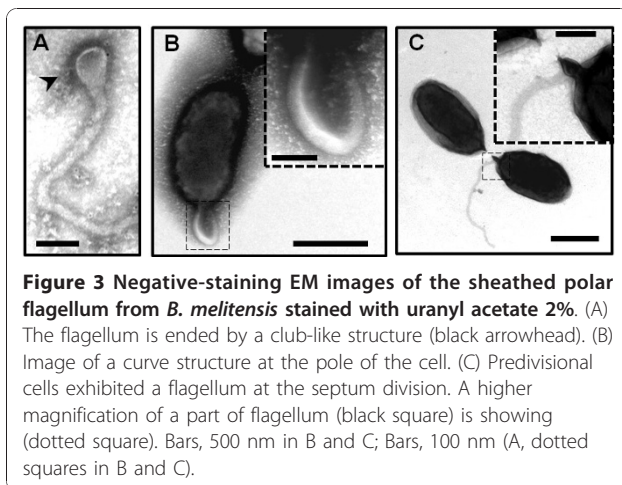 A
B
C
Figure 3 Negative-staining EM images of the sheathed polar
flagellum from B. melitensis stained with uranyl acetate 2%. (A)
The flagellum is ended by a club-like structure (black arrowhead). (B)
Image of a curve structure at the pole of the cell. (C) Predivisional
cells exhibited a flagellum at the septum division. A higher
magnification of a part of flagellum (black square) is showing
(dotted square). Bars, 500 nm in B and C; Bars, 100 nm (A, dotted
squares in B and C).